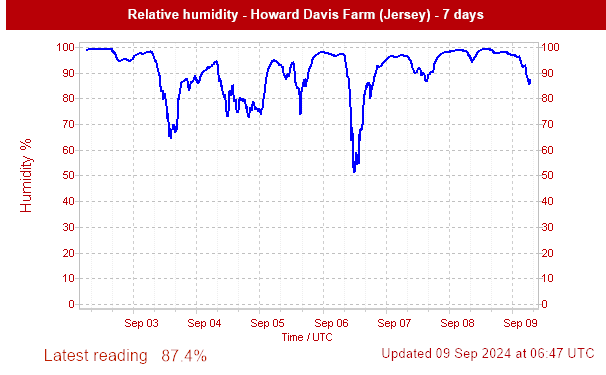 Relative humidity - Howard Davis Farm (Jersey) - 7 days
100 100
90 90
80 80
70 70
60 60
50 50
40 40
30 30
20 20
10 10
0 0
Humidity %
Sep 03 Sep 04 Sep 05 Sep 06 Sep 07 Sep 08 Sep 09
Time / UTC
Latest reading 87.4%
Updated 09 Sep 2024 at 06:47 UTC